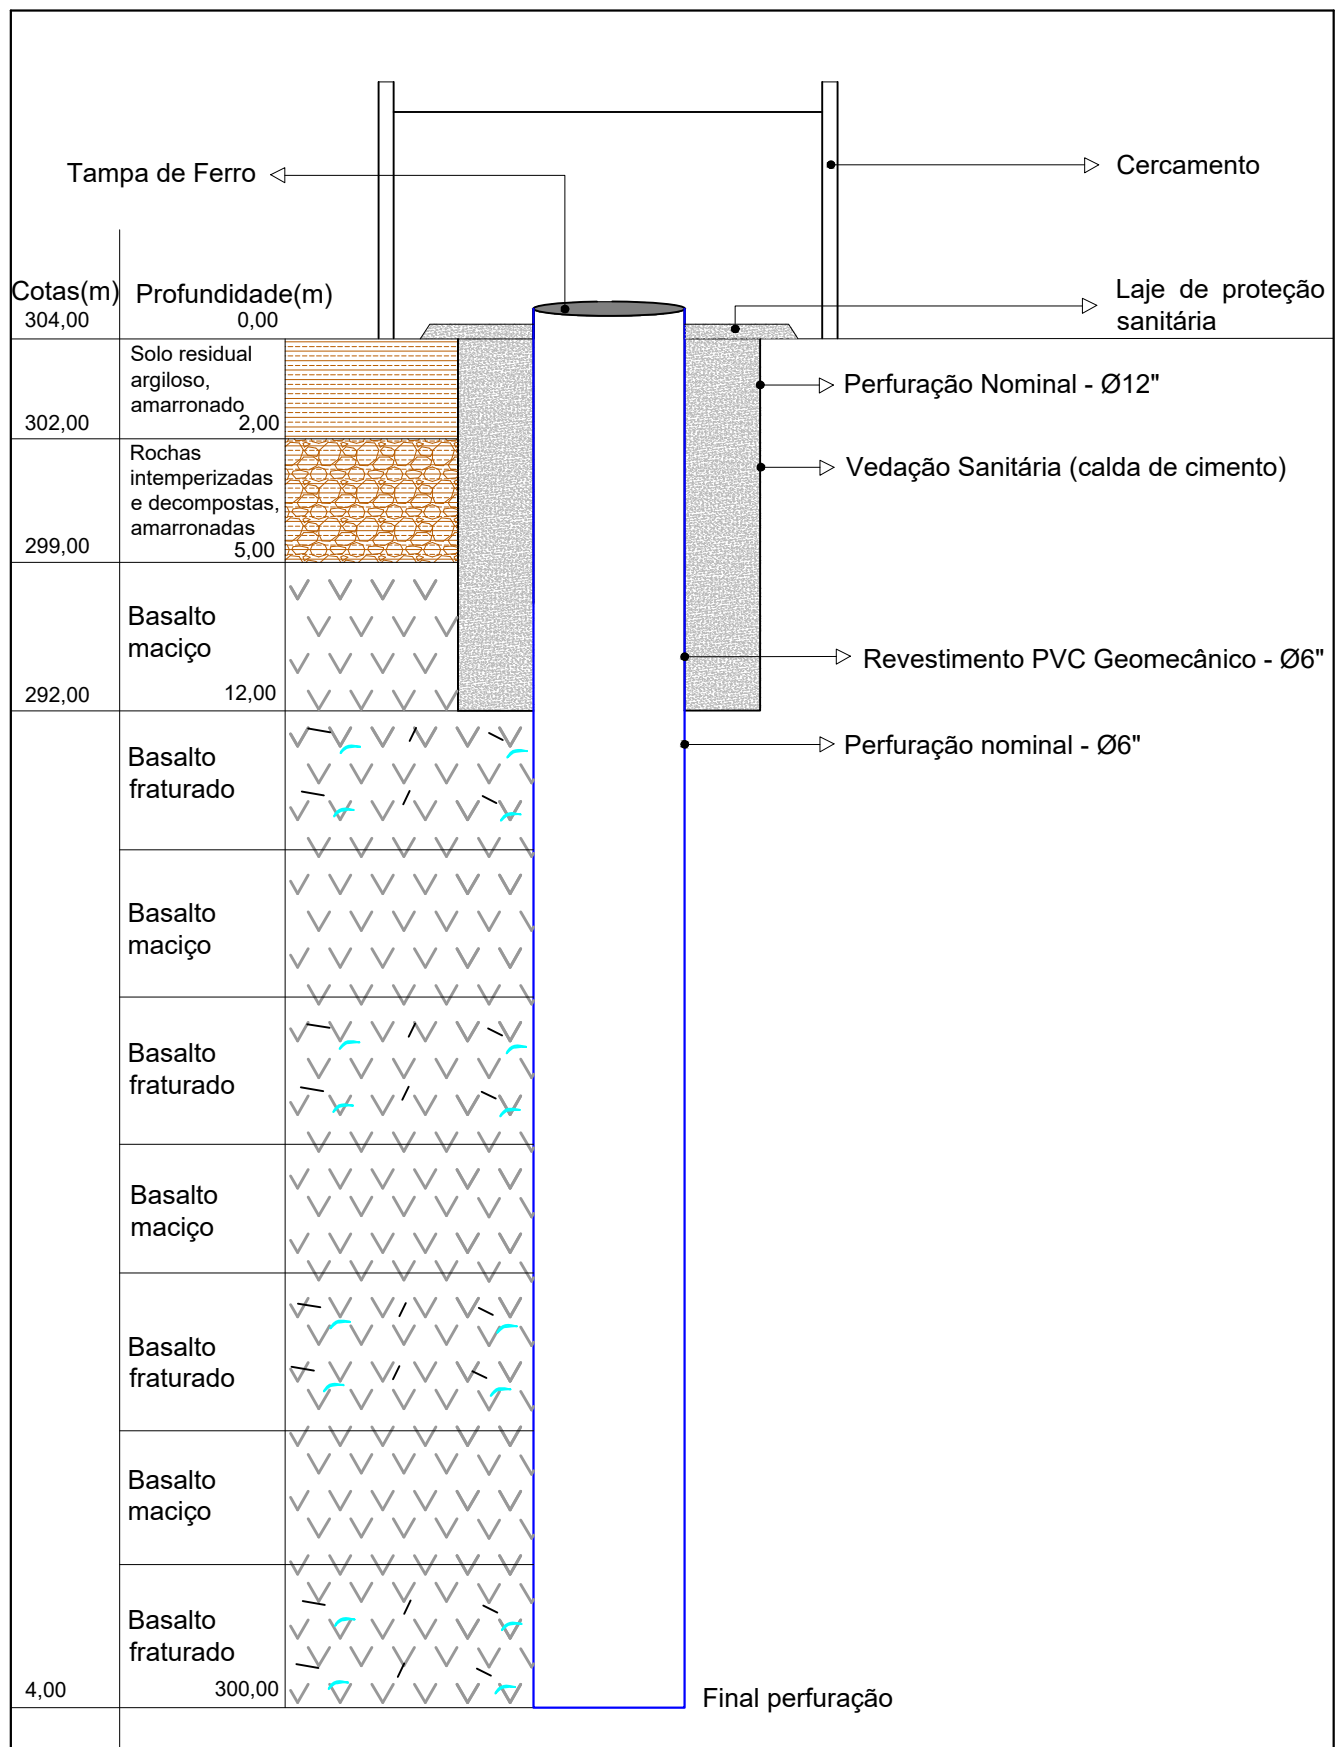 Tampa de Ferro
Cercamento
Cotas(m)
Profundidade(m)
Laje de proteção
sanitária
304,00
0,00
Solo residual
argiloso,
amarronado
302,00
2,00
Perfuração Nominal - Ø12"
Rochas
intemperizadas
e decompostas,
amarronadas
299,00
5,00
Vedação Sanitária (calda de cimento)
Basalto
maciço
292,00
12,00
Revestimento PVC Geomecânico - Ø6"
Perfuração nominal - Ø6"
Basalto
fraturado
Basalto
maciço
Basalto
fraturado
Basalto
maciço
Basalto
fraturado
Basalto
maciço
Basalto
fraturado
4,00
300,00
Final perfuração